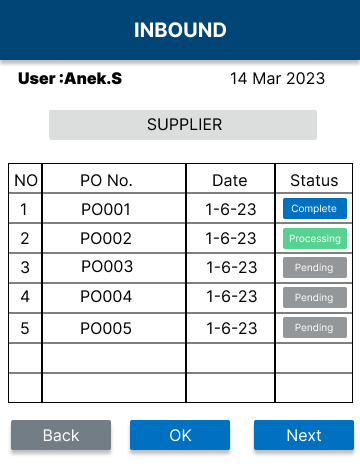 INBOUND
User :Anek.S 14 Mar 2023
SUPPLIER
NO PO No. Date Status
1 PO001 1-6-23 Complete
2 PO002 1-6-23 Processing
3 PO003 1-6-23 Pending
4 PO004 1-6-23 Pending
5 PO005 1-6-23 Pending
Back OK Next